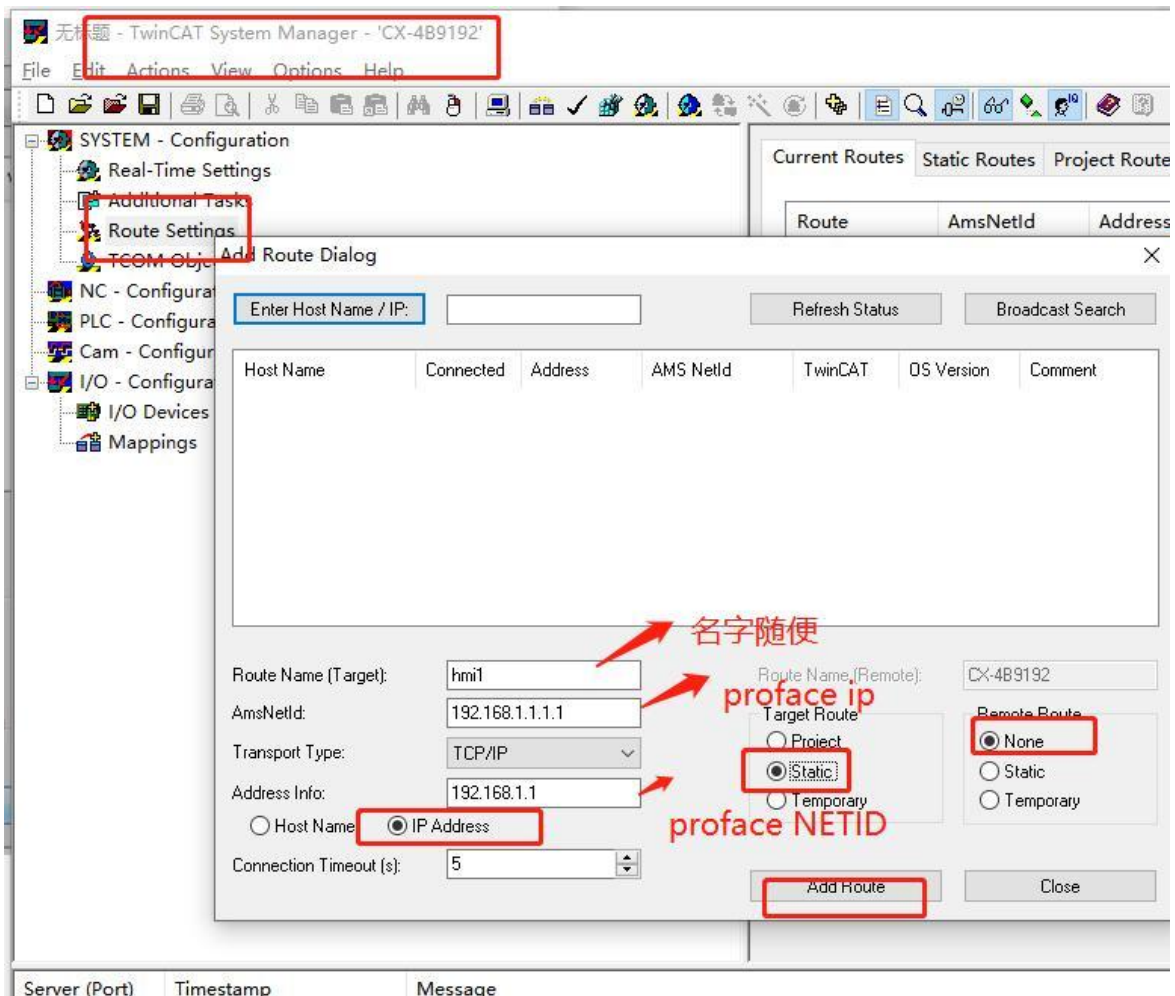 无标题 - TwinCAT System Manager - 'CX-4B9192'
File Edit Actions View Options Help
SYSTEM - Configuration
Real-Time Settings
Additional Tasks
Route Settings
TCOM Obje
NC - Configurat
PLC - Configura
Cam - Configur
I/O - Configura
I/O Devices
Mappings
Current Routes Static Routes Project Route
Route AmsNetId Address
Add Route Dialog
Enter Host Name / IP: Refresh Status Broadcast Search
Host Name Connected Address AMS NetId TwinCAT OS Version Comment
名字随便
Route Name (Target): hmi1 Route Name (Remote): CX-4B9192
proface ip
AmsNetId: 192.168.1.1.1.1 Target Route Remote Route
Project None
Transport Type: TCP/IP
Static Static
Address Info: 192.168.1.1 Temporary Temporary
proface NETID
Host Name IP Address
Connection Timeout (s): 5
Add Route Close
Server (Port) Timestamp Message